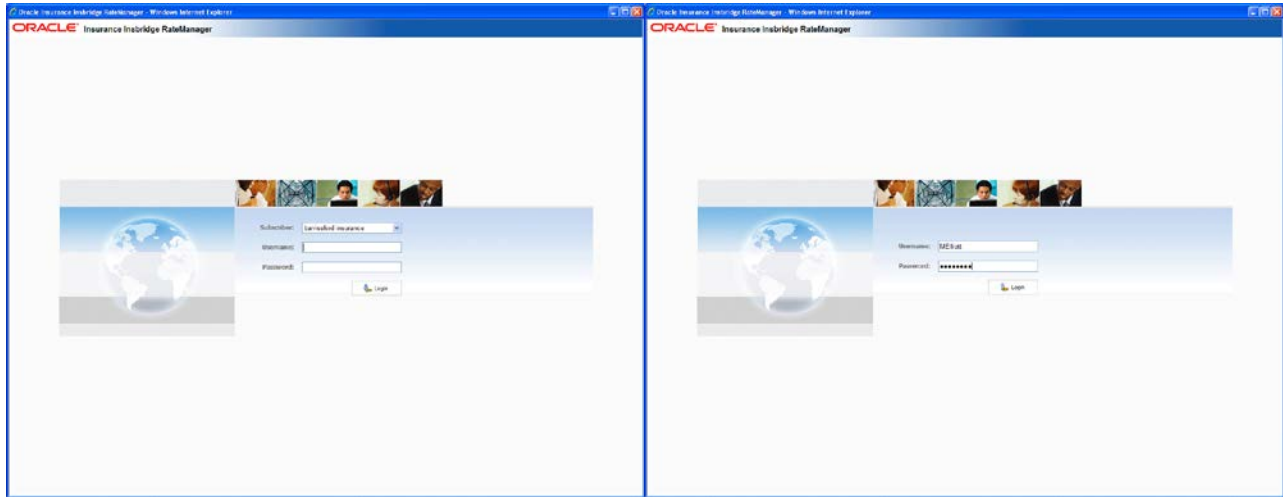 Oracle Insurance Insbridge RateManager - Windows Internet Explorer
ORACLE Insurance Insbridge RateManager
Subscriber: insurance
Username:
Password:
Login
Oracle Insurance Insbridge RateManager - Windows Internet Explorer
ORACLE Insurance Insbridge RateManager
Username:
Password: ••••••••
Login